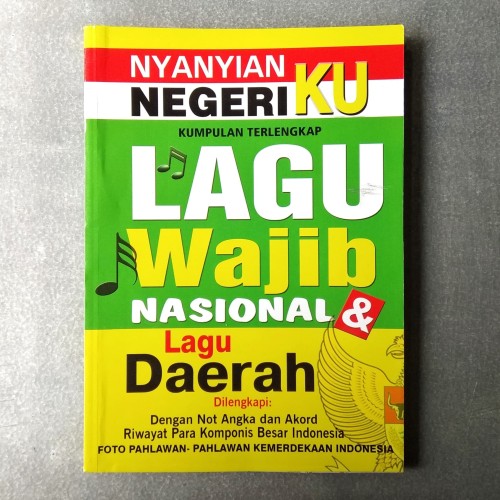 NYANYIAN
NEGERIKU
KUMPULAN TERLENGKAP
LAGU
Wajib
NASIONAL &
Lagu
Daerah
Dilengkapi:
Dengan Not Angka dan Akord
Riwayat Para Komponis Besar Indonesia
FOTO PAHLAWAN- PAHLAWAN KEMERDEKAAN INDONESIA